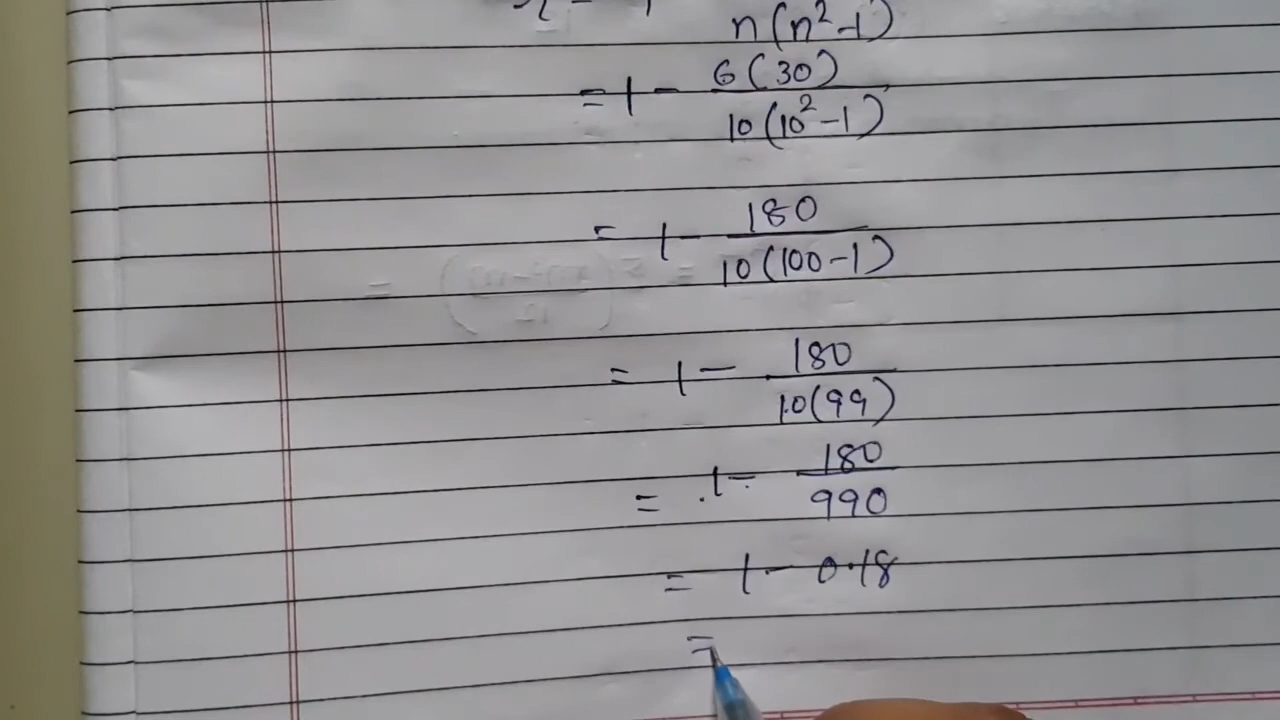 n(n²-1)
= 1 - 6(30)
10(10²-1)
= 1 - 180
10(100-1)
= 1 - 180
10(99)
= 1 - 180
990
= 1 - 0.18
=